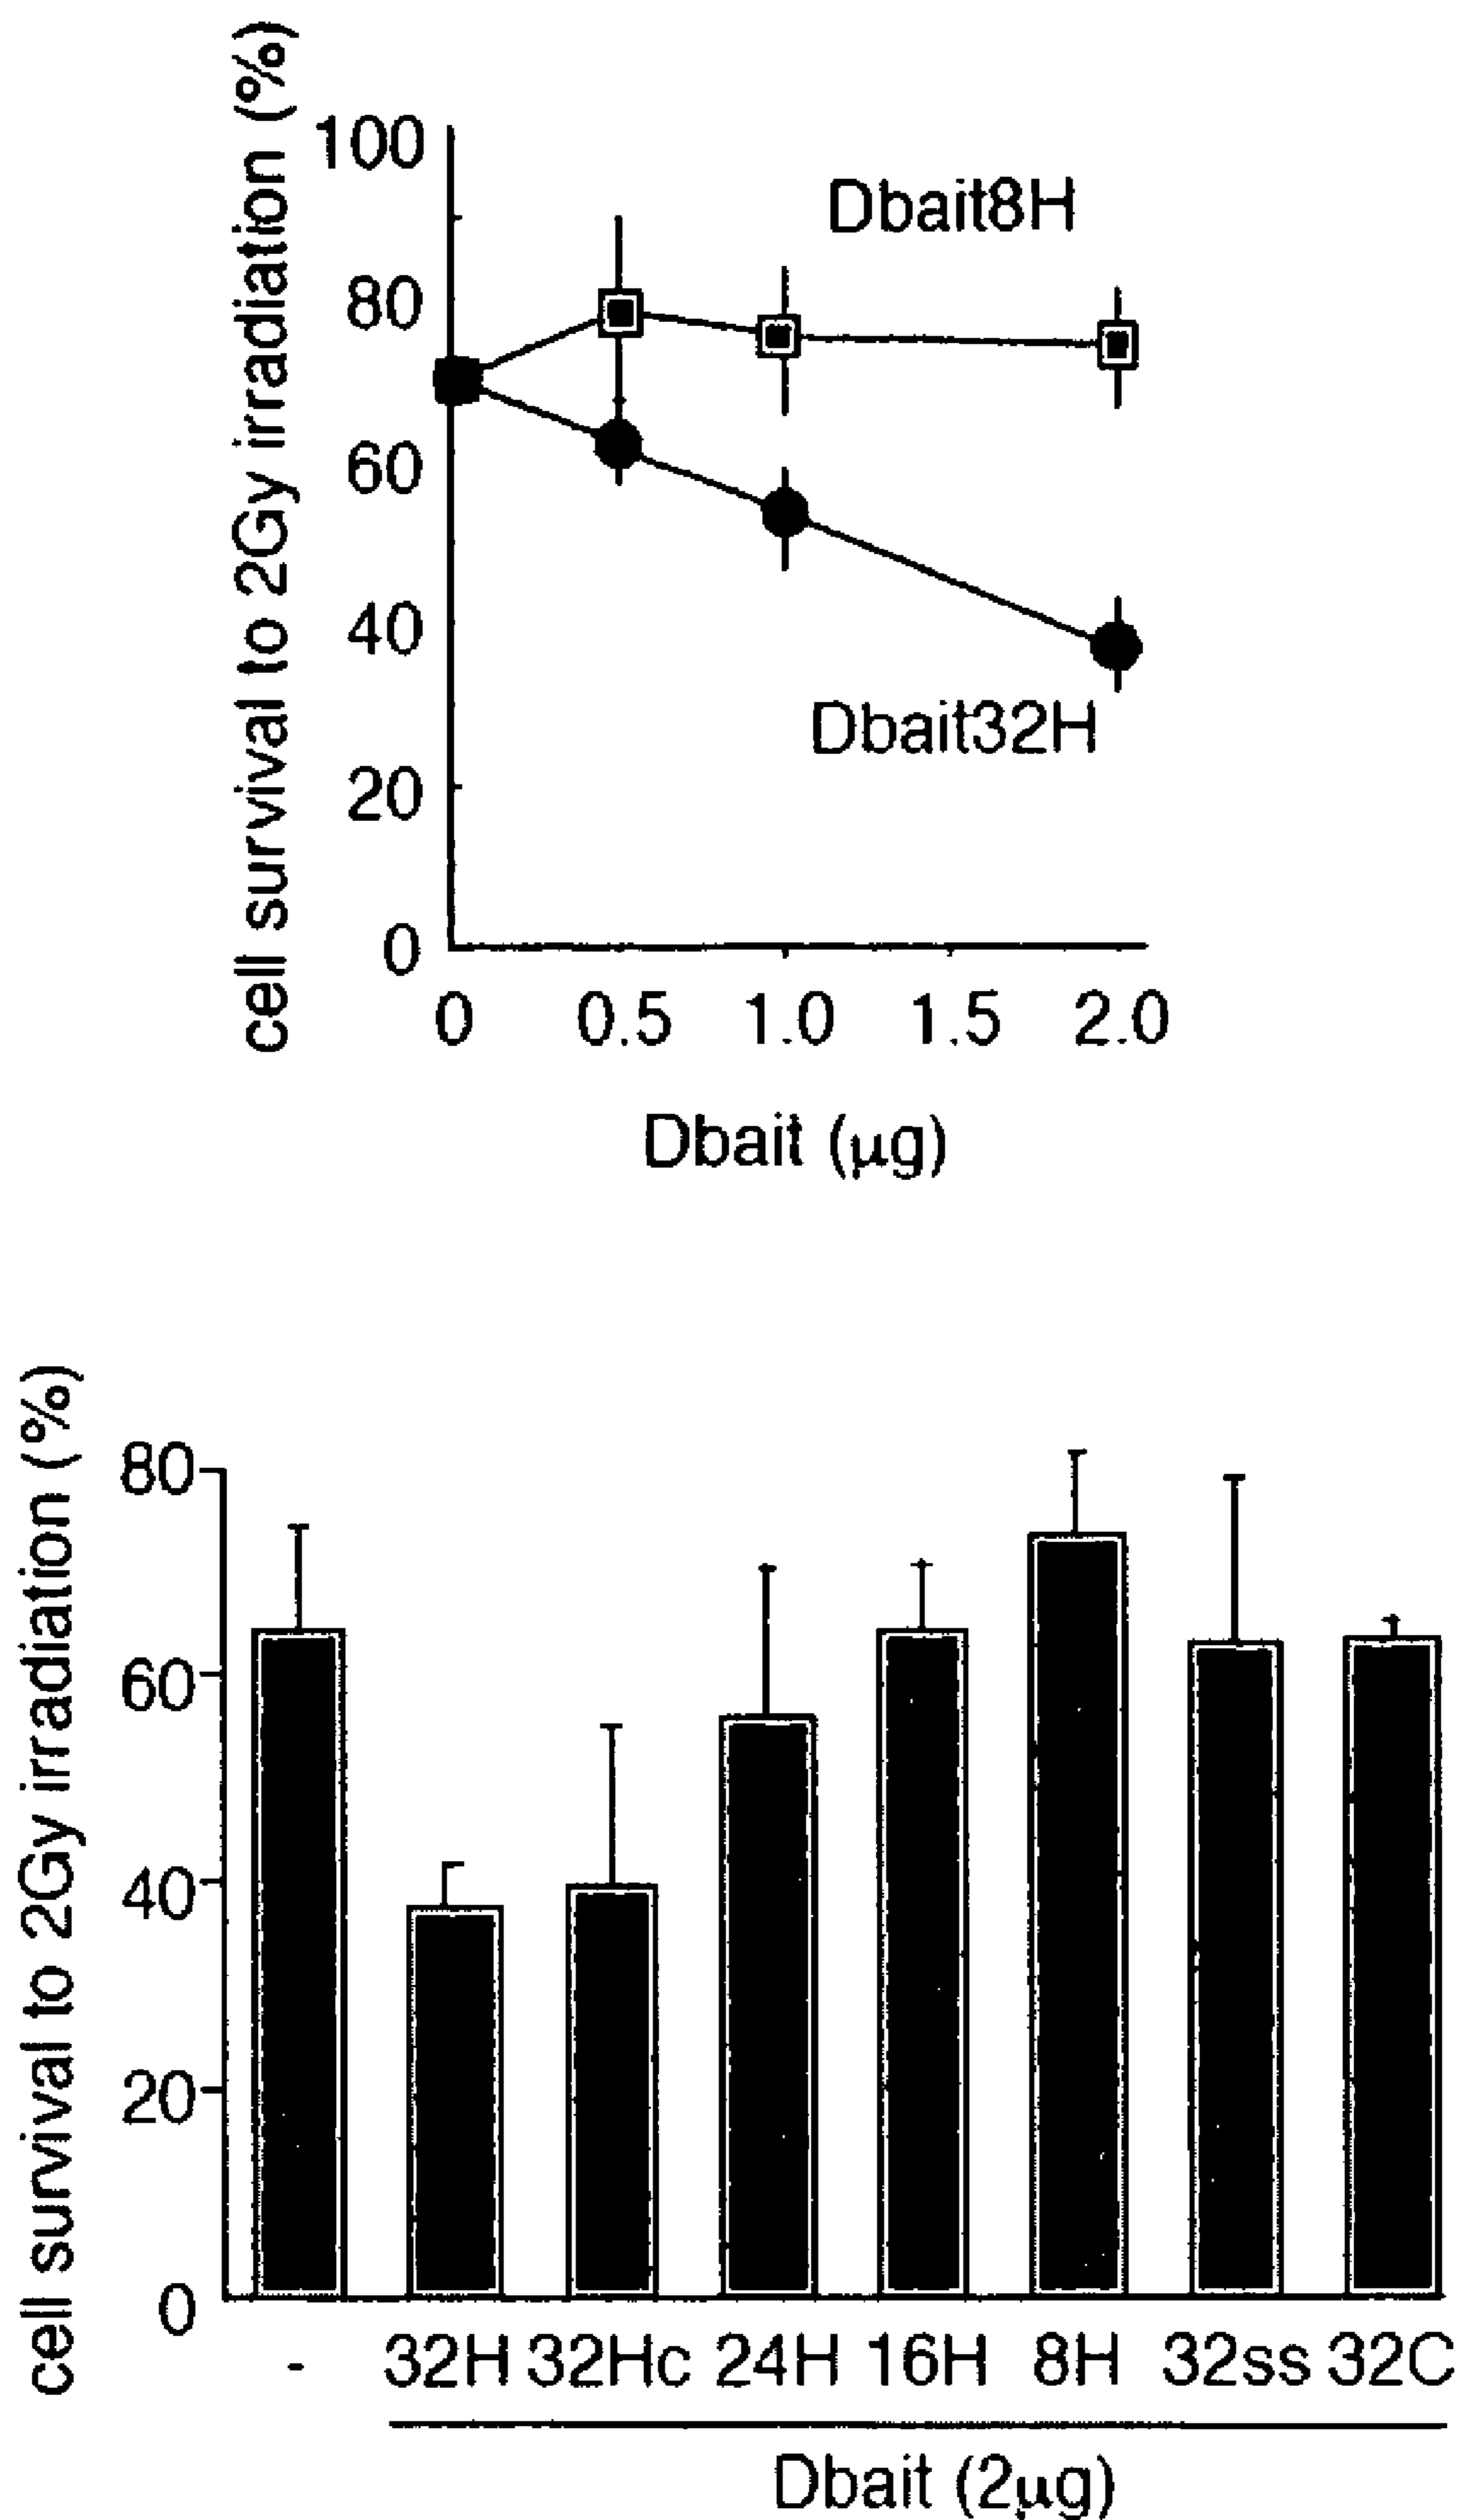 cell survival to 2Gy irradiation (%)
100
80
60
40
20
0
Dbait8H
Dbait32H
0 0.5 1.0 1.5 2.0
Dbait (µg)
cell survival to 2Gy irradiation (%)
80
60
40
20
0
- 32H 32Hc 24H 16H 8H 32ss 32C
Dbait (2µg)